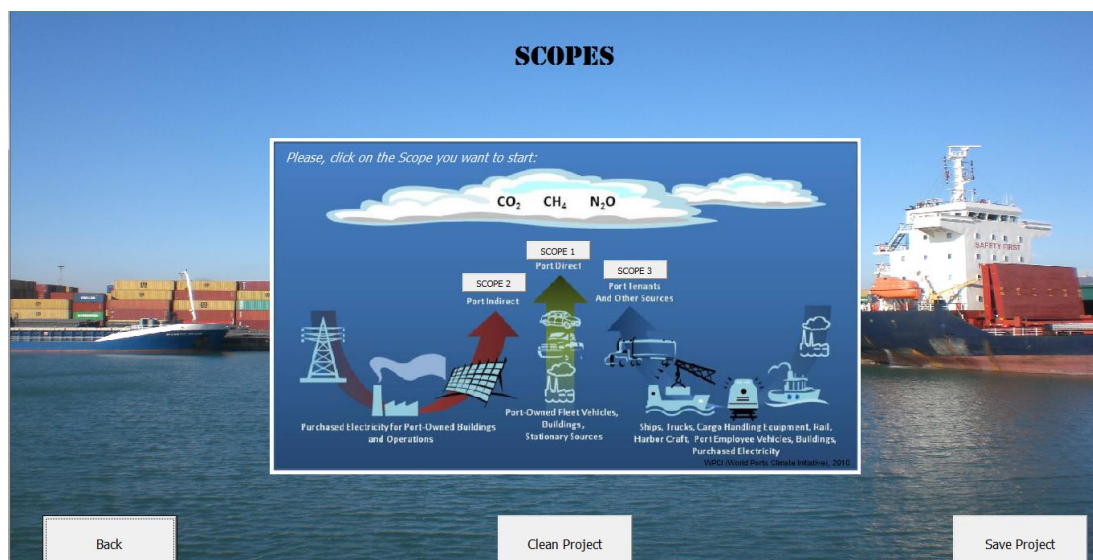 SCOPES
Please, click on the Scope you want to start:
CO₂ CH₄ N₂O
SCOPE 1
Port Direct
SCOPE 2
Port Indirect
SCOPE 3
Port Tenants
And Other Sources
SAFETY FIRST
Purchased Electricity for Port-Owned Buildings
and Operations
Port-Owned Fleet Vehicles,
Buildings,
Stationary Sources
Ships, Trucks, Cargo Handling Equipment, Rail,
Harbor Craft, Port Employee Vehicles, Buildings,
Purchased Electricity
WPCI (World Ports Climate Initiative), 2010
Back
Clean Project
Save Project